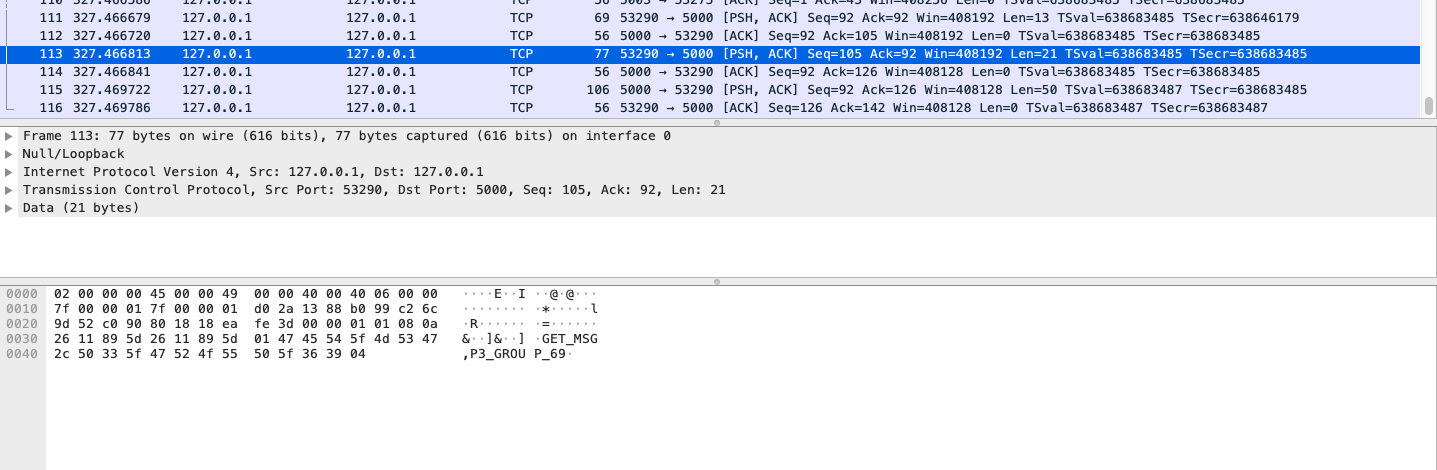 110 327.466586 127.0.0.1 127.0.0.1 TCP 56 5003 → 53275 [ACK] Seq=1 Ack=43 Win=408256 Len=0 TSval=638683485 TSecr=638683485
111 327.466679 127.0.0.1 127.0.0.1 TCP 69 53290 → 5000 [PSH, ACK] Seq=92 Ack=92 Win=408192 Len=13 TSval=638683485 TSecr=638646179
112 327.466720 127.0.0.1 127.0.0.1 TCP 56 5000 → 53290 [ACK] Seq=92 Ack=105 Win=408192 Len=0 TSval=638683485 TSecr=638683485
113 327.466813 127.0.0.1 127.0.0.1 TCP 77 53290 → 5000 [PSH, ACK] Seq=105 Ack=92 Win=408192 Len=21 TSval=638683485 TSecr=638683485
114 327.466841 127.0.0.1 127.0.0.1 TCP 56 5000 → 53290 [ACK] Seq=92 Ack=126 Win=408128 Len=0 TSval=638683485 TSecr=638683485
115 327.469722 127.0.0.1 127.0.0.1 TCP 106 5000 → 53290 [PSH, ACK] Seq=92 Ack=126 Win=408128 Len=50 TSval=638683487 TSecr=638683485
116 327.469786 127.0.0.1 127.0.0.1 TCP 56 53290 → 5000 [ACK] Seq=126 Ack=142 Win=408128 Len=0 TSval=638683487 TSecr=638683487
Frame 113: 77 bytes on wire (616 bits), 77 bytes captured (616 bits) on interface 0
Null/Loopback
Internet Protocol Version 4, Src: 127.0.0.1, Dst: 127.0.0.1
Transmission Control Protocol, Src Port: 53290, Dst Port: 5000, Seq: 105, Ack: 92, Len: 21
Data (21 bytes)
0000 02 00 00 00 45 00 00 49 00 00 40 00 40 06 00 00 ····E··I ··@·@···
0010 7f 00 00 01 7f 00 00 01 d0 2a 13 88 b0 99 c2 6c ········ ·*·····l
0020 9d 52 c0 90 80 18 18 ea fe 3d 00 00 01 01 08 0a ·R······ ·=······
0030 26 11 89 5d 26 11 89 5d 01 47 45 54 5f 4d 53 47 &··]&··] ·GET_MSG
0040 2c 50 33 5f 47 52 4f 55 50 5f 36 39 04 ,P3_GROU P_69·